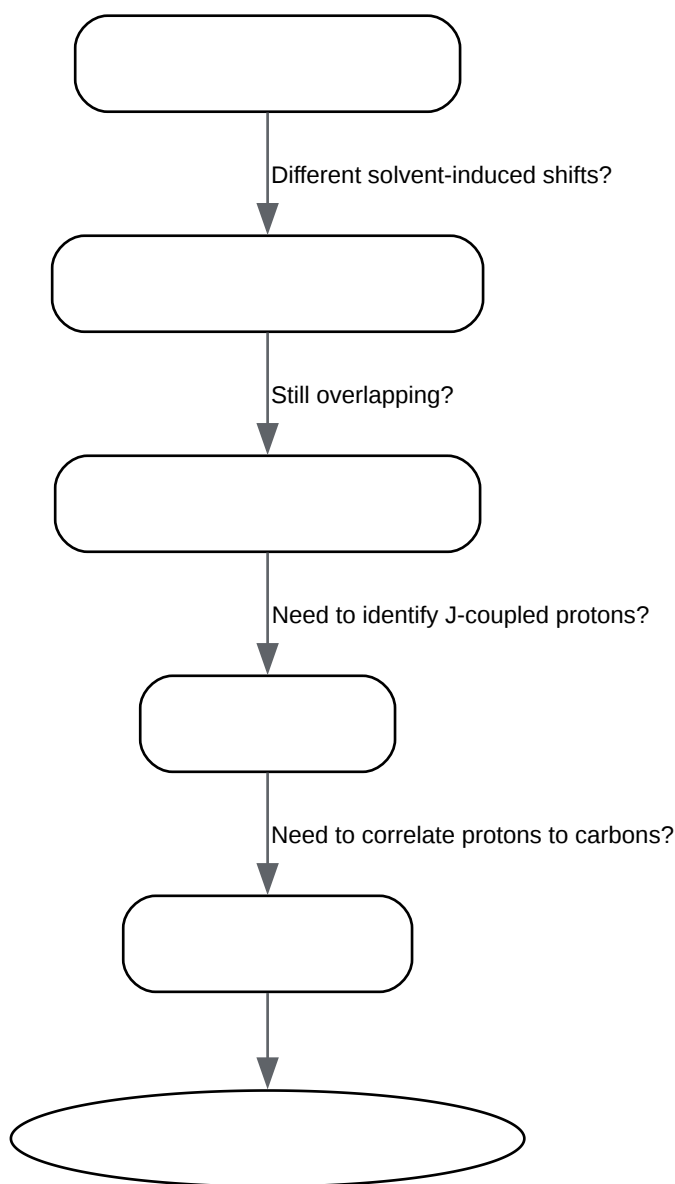 Different solvent-induced shifts?
Still overlapping?
Need to identify J-coupled protons?
Need to correlate protons to carbons?